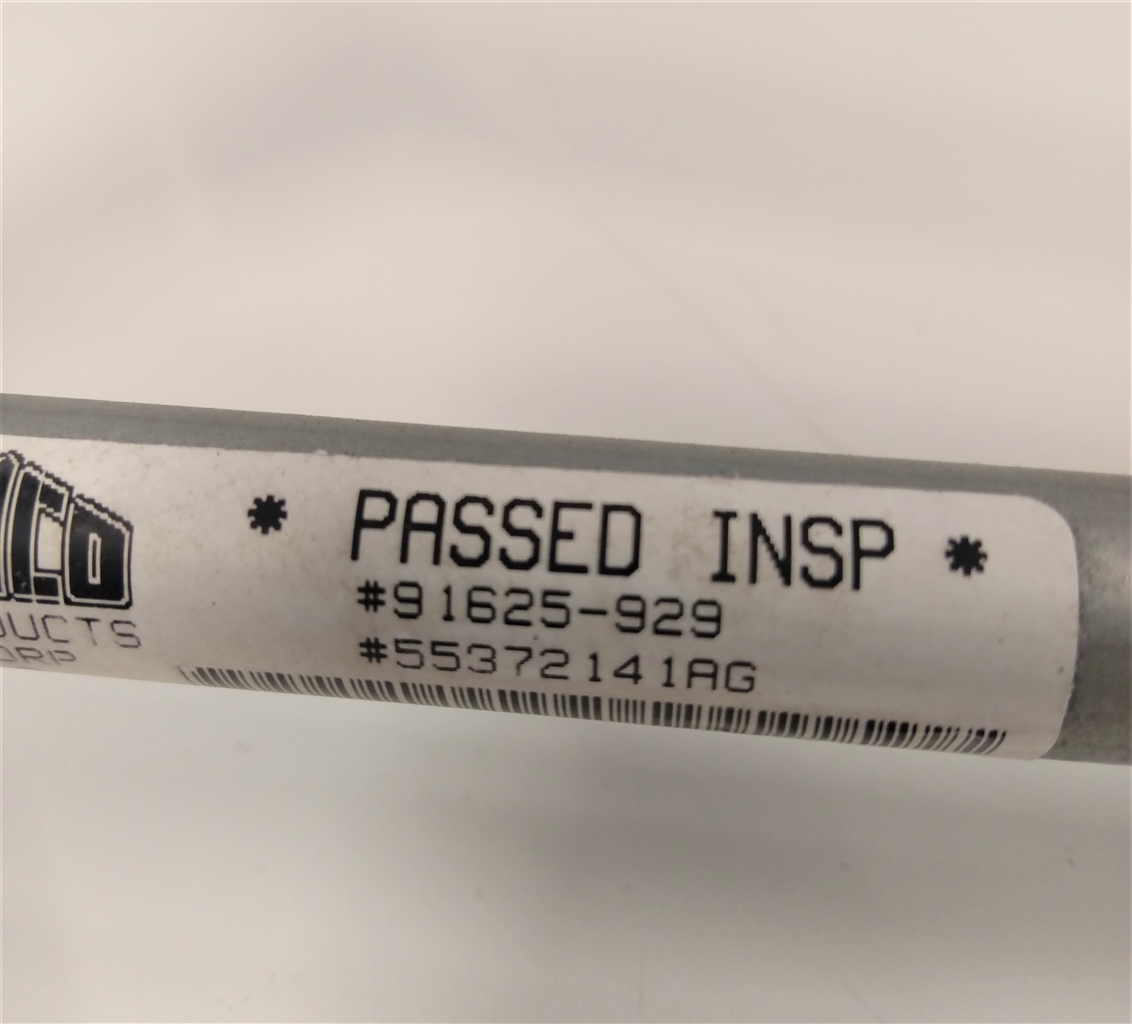 * PASSED INSP *
#91625-929
#55372141AG